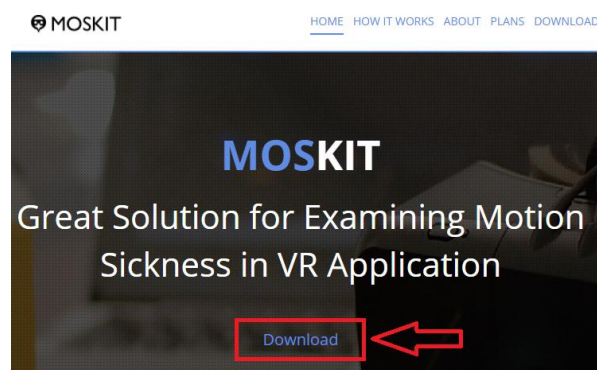 MOSKIT
HOME HOW IT WORKS ABOUT PLANS DOWNLOAD
MOSKIT
Great Solution for Examining Motion
Sickness in VR Application
Download